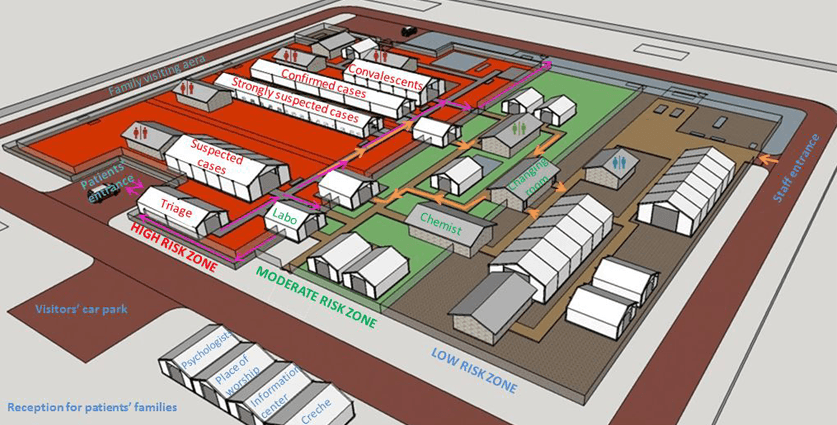 Family visiting aera
Convalescents
Confirmed cases
Strongly suspected cases
Suspected
cases
Patients'
entrance
Triage
Labo
Changing
room
Chemist
Staff entrance
HIGH RISK ZONE
MODERATE RISK ZONE
LOW RISK ZONE
Visitors' car park
Psychologist
Place of
worship
Information
center
Creche
Reception for patients' families